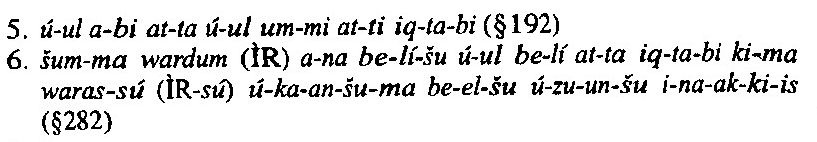 5. ú-ul a-bi at-ta ú-ul um-mi at-ti iq-ta-bi (§192)
6. šum-ma wardum (ÌR) a-na be-lí-šu ú-ul be-lí at-ta iq-ta-bi ki-ma
waras-sú (ÌR-sú) ú-ka-an-šu-ma be-el-šu ú-zu-un-šu i-na-ak-ki-is
(§282)